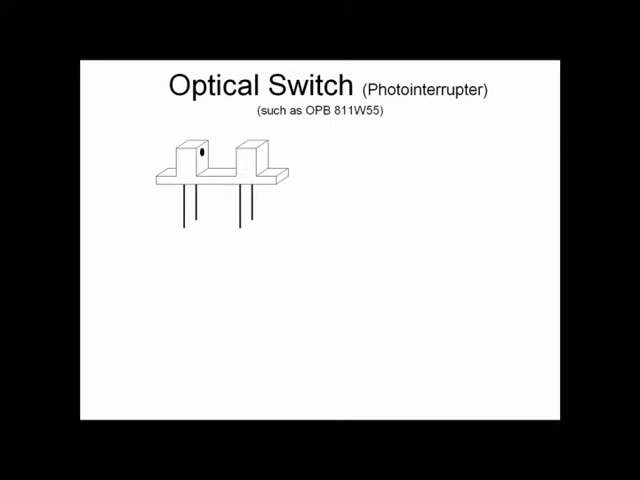 Optical Switch (Photointerrupter)
(such as OPB 811W55)